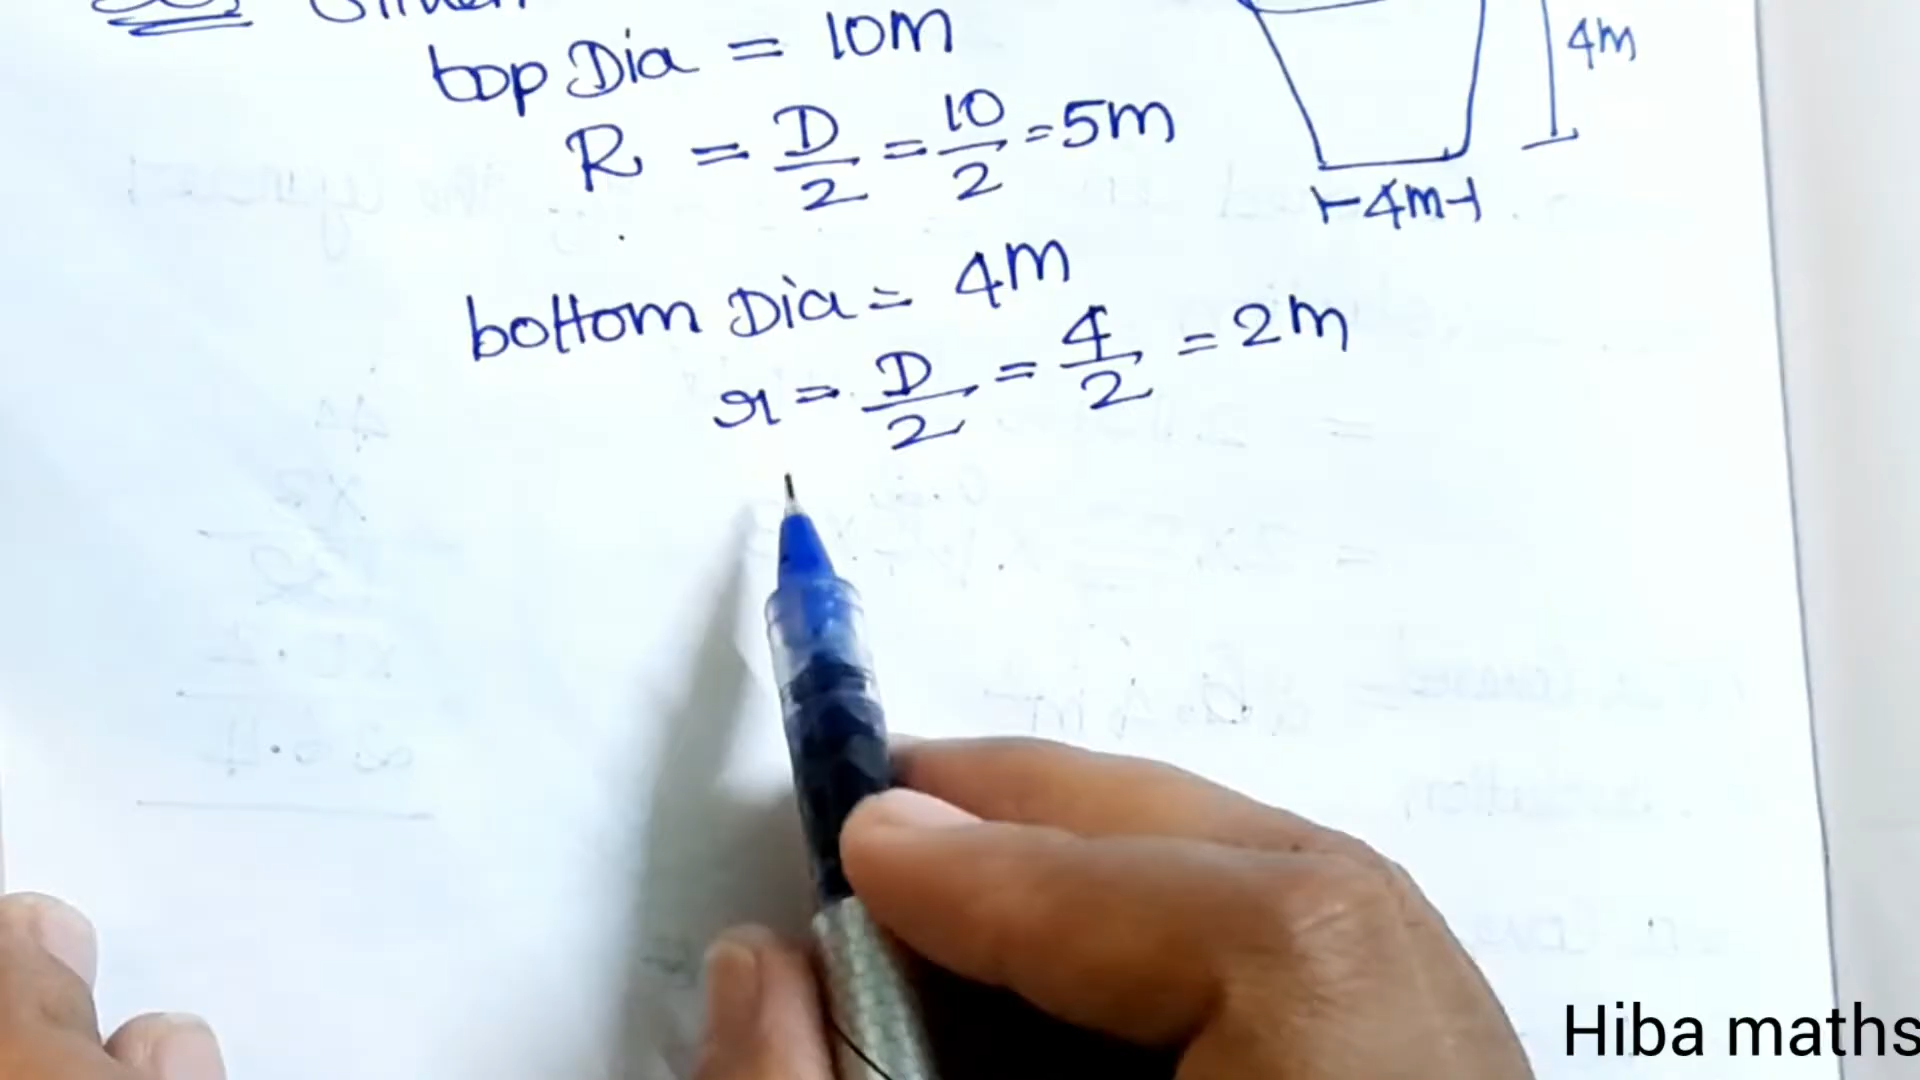 top Dia = 10m
4m
R = D/2 = 10/2 = 5m
4m
bottom Dia = 4m
r = D/2 = 4/2 = 2m
Hiba maths